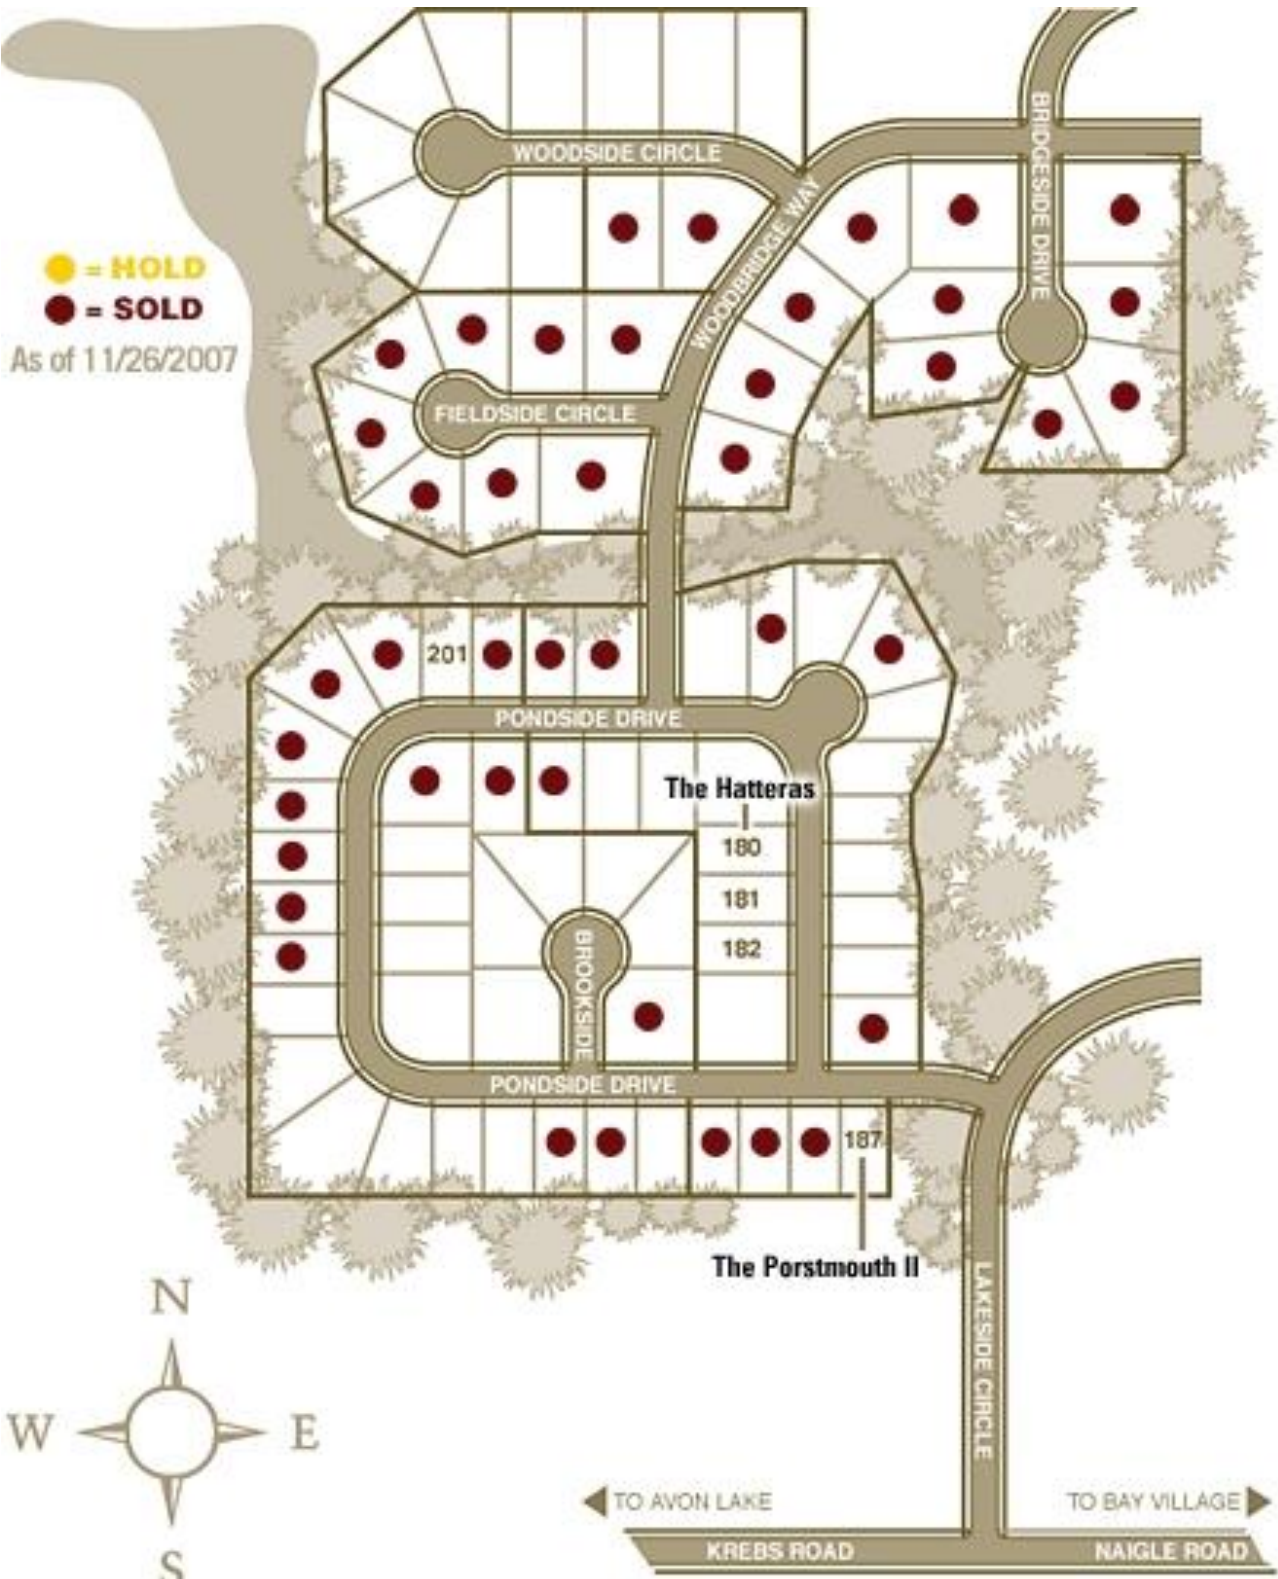 WOODSIDE CIRCLE
BRIDGESIDE DRIVE
WOODBRIDGE WAY
= HOLD
= SOLD
As of 11/26/2007
FIELDSIDE CIRCLE
201
PONDSIDE DRIVE
The Hatteras
180
181
182
BROOKSIDE
PONDSIDE DRIVE
187
The Porstmouth II
LAKESIDE CIRCLE
N
W
E
S
TO AVON LAKE
TO BAY VILLAGE
KREBS ROAD
NAIGLE ROAD